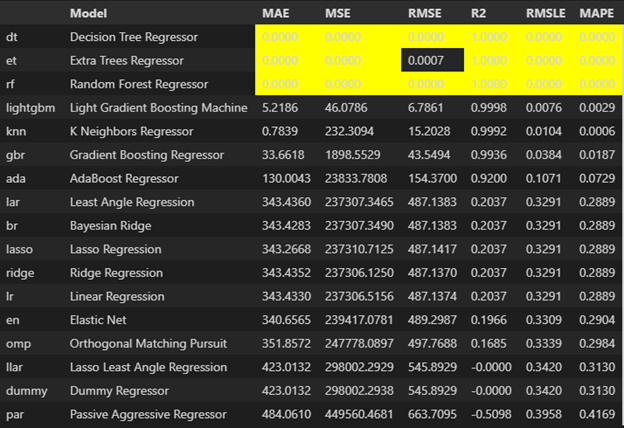 Model MAE MSE RMSE R2 RMSLE MAPE
dt Decision Tree Regressor 0.0000 0.0000 0.0000 1.0000 0.0000 0.0000
et Extra Trees Regressor 0.0000 0.0000 0.0007 1.0000 0.0000 0.0000
rf Random Forest Regressor 0.0000 0.0000 0.0000 1.0000 0.0000 0.0000
lightgbm Light Gradient Boosting Machine 5.2186 46.0786 6.7861 0.9998 0.0076 0.0029
knn K Neighbors Regressor 0.7839 232.3094 15.2028 0.9992 0.0104 0.0006
gbr Gradient Boosting Regressor 33.6618 1898.5529 43.5494 0.9936 0.0384 0.0187
ada AdaBoost Regressor 130.0043 23833.7808 154.3700 0.9200 0.1071 0.0729
lar Least Angle Regression 343.4360 237307.3465 487.1383 0.2037 0.3291 0.2889
br Bayesian Ridge 343.4283 237307.3490 487.1383 0.2037 0.3291 0.2889
lasso Lasso Regression 343.2668 237310.7125 487.1417 0.2037 0.3291 0.2889
ridge Ridge Regression 343.4352 237306.1250 487.1370 0.2037 0.3291 0.2889
lr Linear Regression 343.4330 237306.5156 487.1374 0.2037 0.3291 0.2889
en Elastic Net 340.6565 239417.0781 489.2987 0.1966 0.3339 0.2904
omp Orthogonal Matching Pursuit 351.8572 247778.0897 497.7688 0.1685 0.3339 0.2984
llar Lasso Least Angle Regression 423.0132 298002.2929 545.8929 -0.0000 0.3420 0.3130
dummy Dummy Regressor 423.0132 298002.2938 545.8929 -0.0000 0.3420 0.3130
par Passive Aggressive Regressor 484.0610 449560.4681 663.7095 -0.5098 0.3958 0.4169